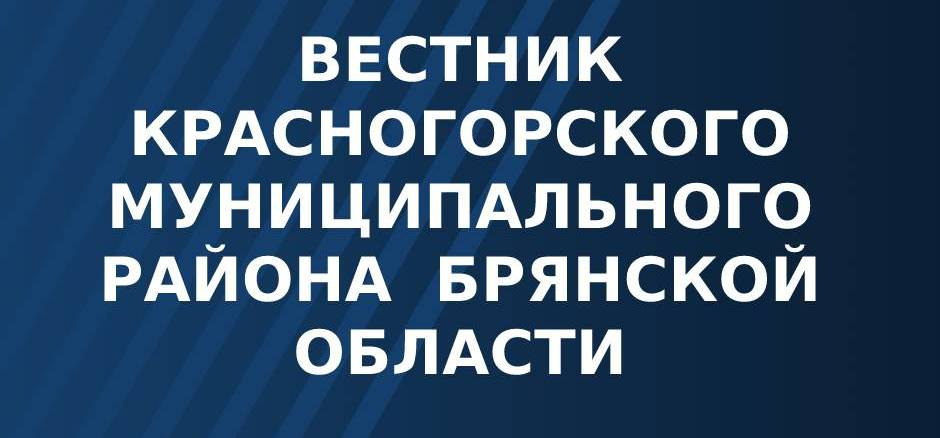 ВЕСТНИК
КРАСНОГОРСКОГО
МУНИЦИПАЛЬНОГО
РАЙОНА БРЯНСКОЙ
ОБЛАСТИ